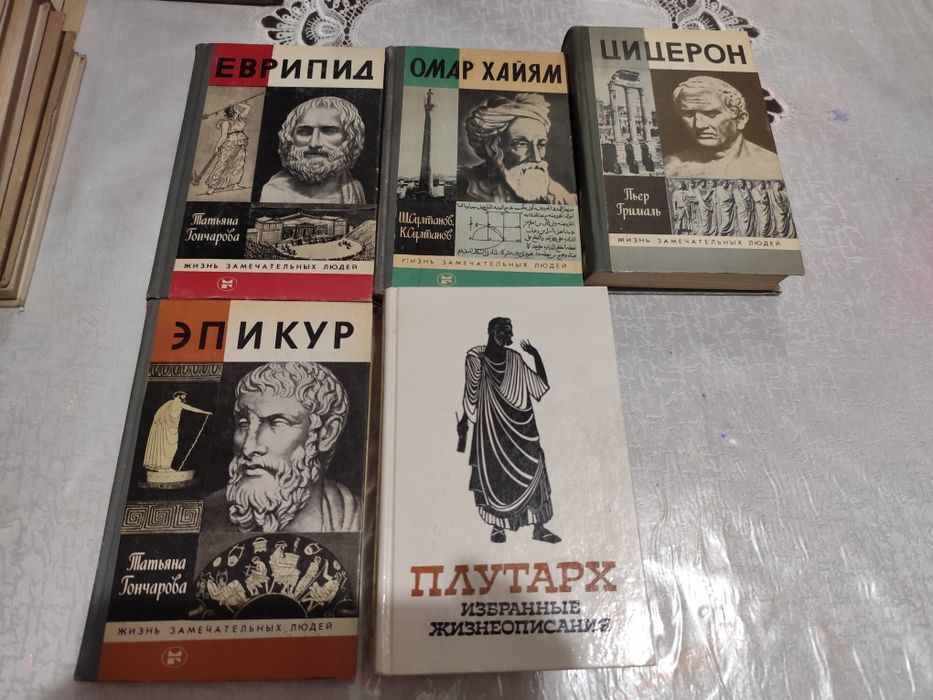 ЕВРИПИД
Татьяна
Гончарова
ЖИЗНЬ ЗАМЕЧАТЕЛЬНЫХ ЛЮДЕЙ
ОМАР ХАЙЯМ
Ш.Султанов,
К.Султанов
ЖИЗНЬ ЗАМЕЧАТЕЛЬНЫХ ЛЮДЕЙ
ЦИЦЕРОН
Пьер
Грималь
ЖИЗНЬ ЗАМЕЧАТЕЛЬНЫХ ЛЮДЕЙ
ЭПИКУР
Татьяна
Гончарова
ЖИЗНЬ ЗАМЕЧАТЕЛЬНЫХ ЛЮДЕЙ
ПЛУТАРХ
ИЗБРАННЫЕ
ЖИЗНЕОПИСАНИЯ